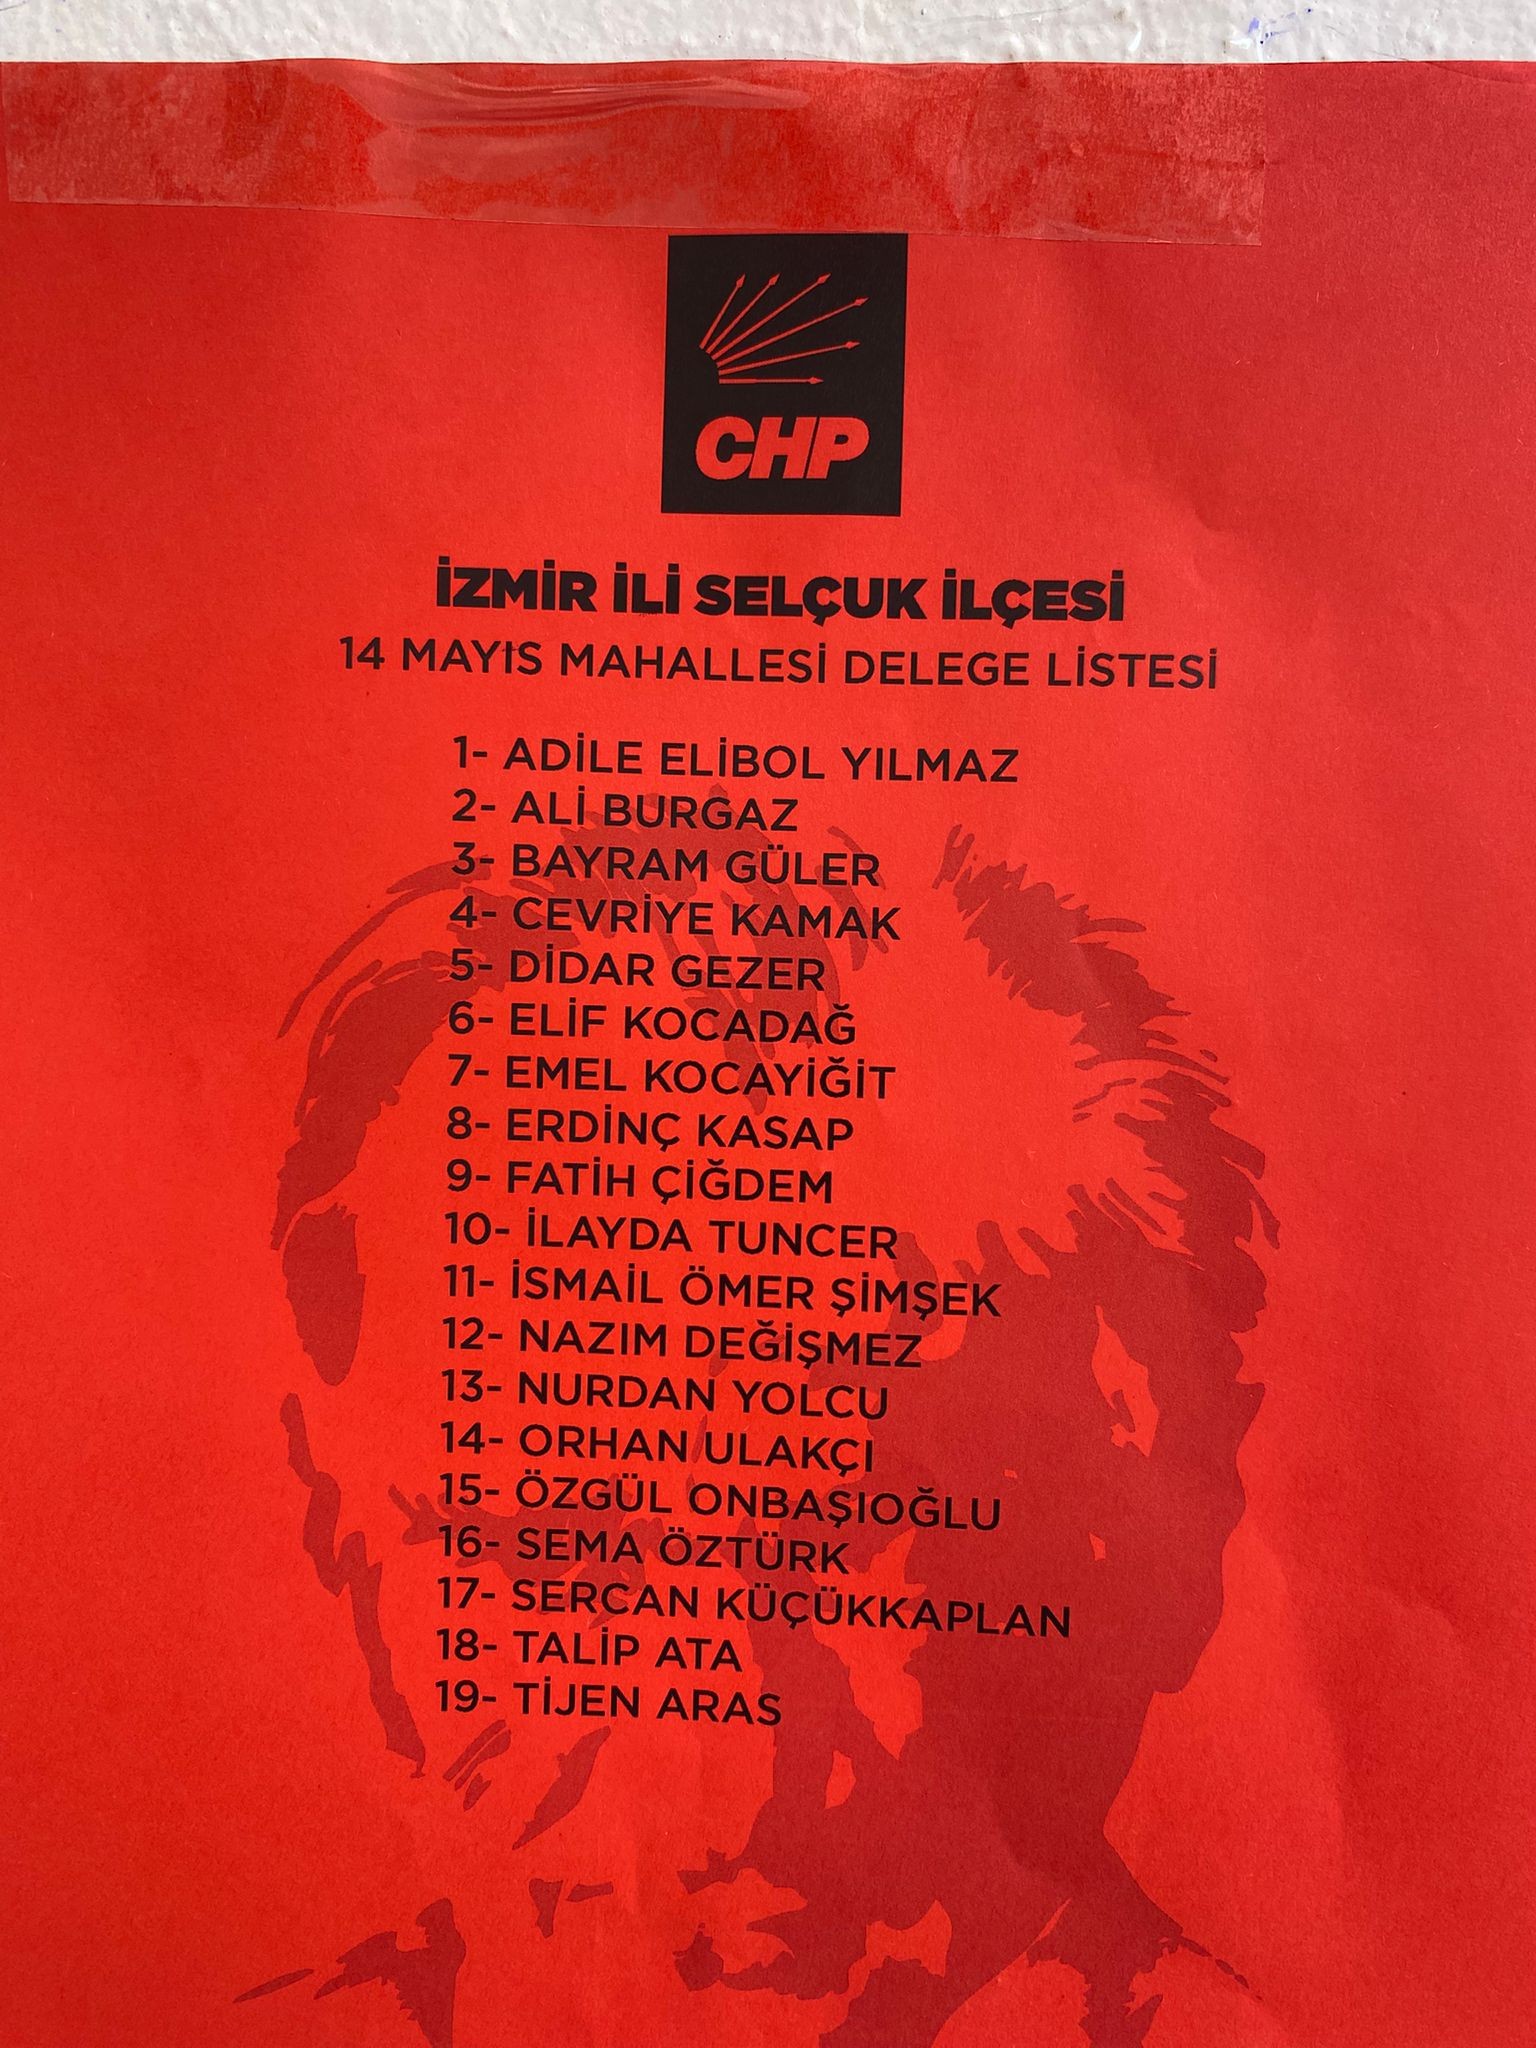 CHP
İZMİR İLİ SELÇUK İLÇESİ
14 MAYIS MAHALLESİ DELEGE LİSTESİ
1- ADİLE ELİBOL YILMAZ
2- ALİ BURGAZ
3- BAYRAM GÜLER
4- CEVRİYE KAMAK
5- DİDAR GEZER
6- ELİF KOCADAĞ
7- EMEL KOCAYİĞİT
8- ERDİNÇ KASAP
9- FATİH ÇİĞDEM
10- İLAYDA TUNCER
11- İSMAİL ÖMER ŞİMŞEK
12- NAZIM DEĞİŞMEZ
13- NURDAN YOLCU
14- ORHAN ULAKÇI
15- ÖZGÜL ONBAŞIOĞLU
16- SEMA ÖZTÜRK
17- SERCAN KÜÇÜKKAPLAN
18- TALİP ATA
19- TİJEN ARAS